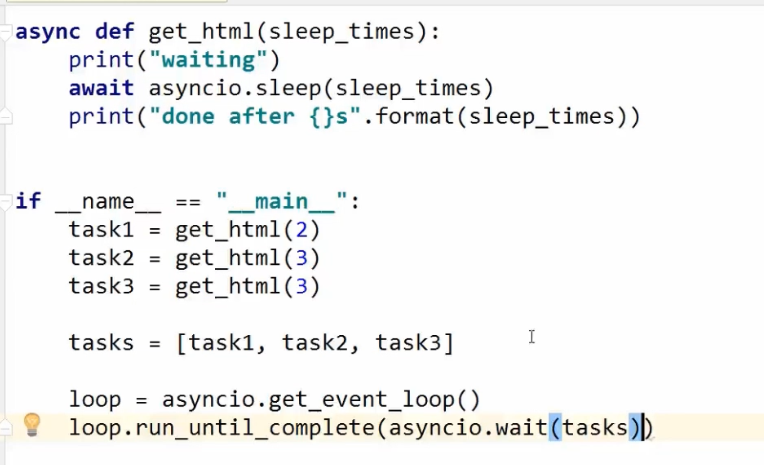 async def get_html(sleep_times):
    print("waiting")
    await asyncio.sleep(sleep_times)
    print("done after {}s".format(sleep_times))
if __name__ == "__main__":
    task1 = get_html(2)
    task2 = get_html(3)
    task3 = get_html(3)
    tasks = [task1, task2, task3]
    loop = asyncio.get_event_loop()
    loop.run_until_complete(asyncio.wait(tasks))